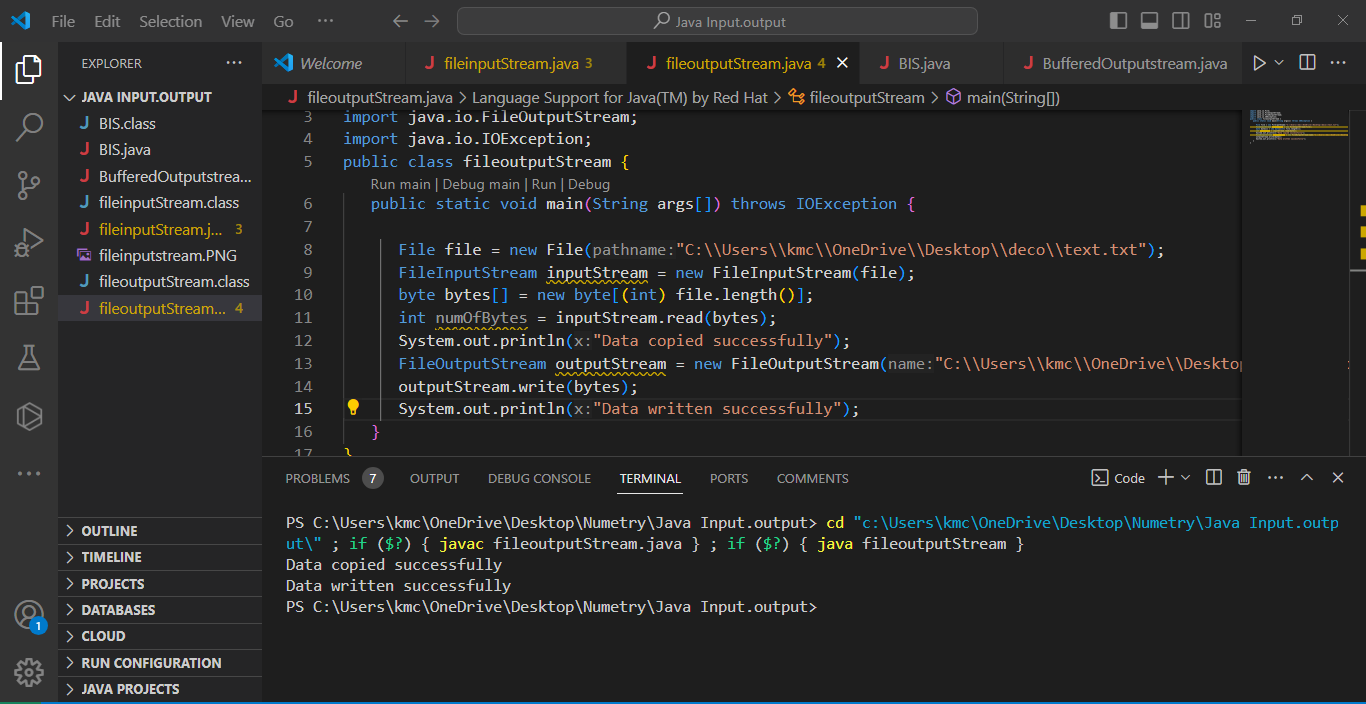 File Edit Selection View Go ··· Java Input.output
EXPLORER ···
JAVA INPUT.OUTPUT
J BIS.class
J BIS.java
J BufferedOutputstrea...
J fileinputStream.class
J fileinputStream.j... 3
fileinputstream.PNG
J fileoutputStream.class
J fileoutputStream... 4
OUTLINE
TIMELINE
PROJECTS
DATABASES
CLOUD
RUN CONFIGURATION
JAVA PROJECTS
1
Welcome J fileinputStream.java 3 J fileoutputStream.java 4 J BIS.java J BufferedOutputstream.java ···
J fileoutputStream.java > Language Support for Java(TM) by Red Hat > fileoutputStream > main(String[])
3 import java.io.FileOutputStream;
4 import java.io.IOException;
5 public class fileoutputStream {
Run main | Debug main | Run | Debug
6 public static void main(String args[]) throws IOException {
7
8 File file = new File(pathname:"C:\\Users\\kmc\\OneDrive\\Desktop\\deco\\text.txt");
9 FileInputStream inputStream = new FileInputStream(file);
10 byte bytes[] = new byte[(int) file.length()];
11 int numOfBytes = inputStream.read(bytes);
12 System.out.println(x:"Data copied successfully");
13 FileOutputStream outputStream = new FileOutputStream(name:"C:\\Users\\kmc\\OneDrive\\Deskto
14 outputStream.write(bytes);
15 System.out.println(x:"Data written successfully");
16 }
17 }
PROBLEMS 7 OUTPUT DEBUG CONSOLE TERMINAL PORTS COMMENTS Code ···
PS C:\Users\kmc\OneDrive\Desktop\Numetry\Java Input.output> cd "c:\Users\kmc\OneDrive\Desktop\Numetry\Java Input.outp
ut\" ; if ($?) { javac fileoutputStream.java } ; if ($?) { java fileoutputStream }
Data copied successfully
Data written successfully
PS C:\Users\kmc\OneDrive\Desktop\Numetry\Java Input.output>